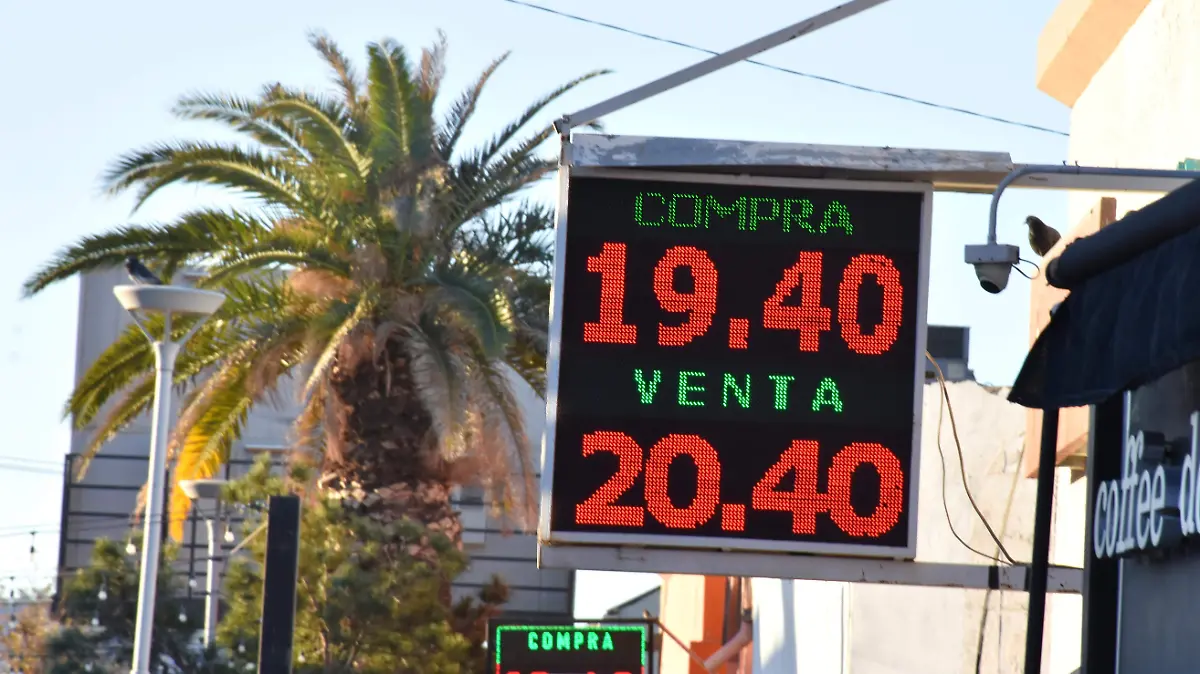 COMPRA
19.40
VENTA
20.40
COMPRA
coffee